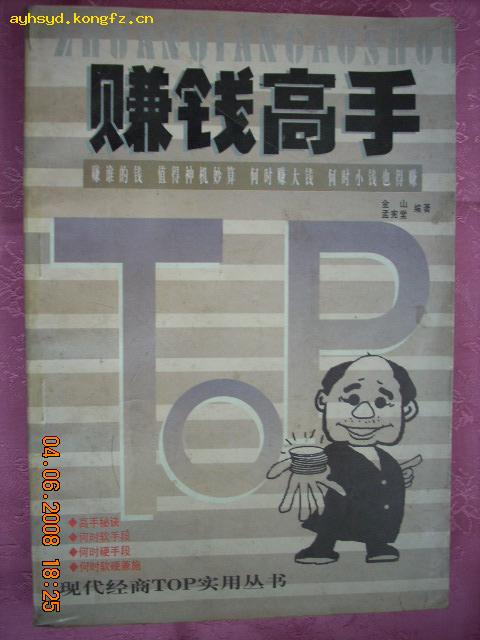 ayhsyd.kongfz.cn
ZHUANQIANGAOSHOU
赚钱高手
赚谁的钱 值得神机妙算 何时赚大钱 何时小钱也得赚
金山 编著
孟宪堂
TOP
◆高手秘诀
◆何时软手段
◆何时硬手段
◆何时软硬兼施
现代经商TOP实用丛书
04.06.2008 18:25